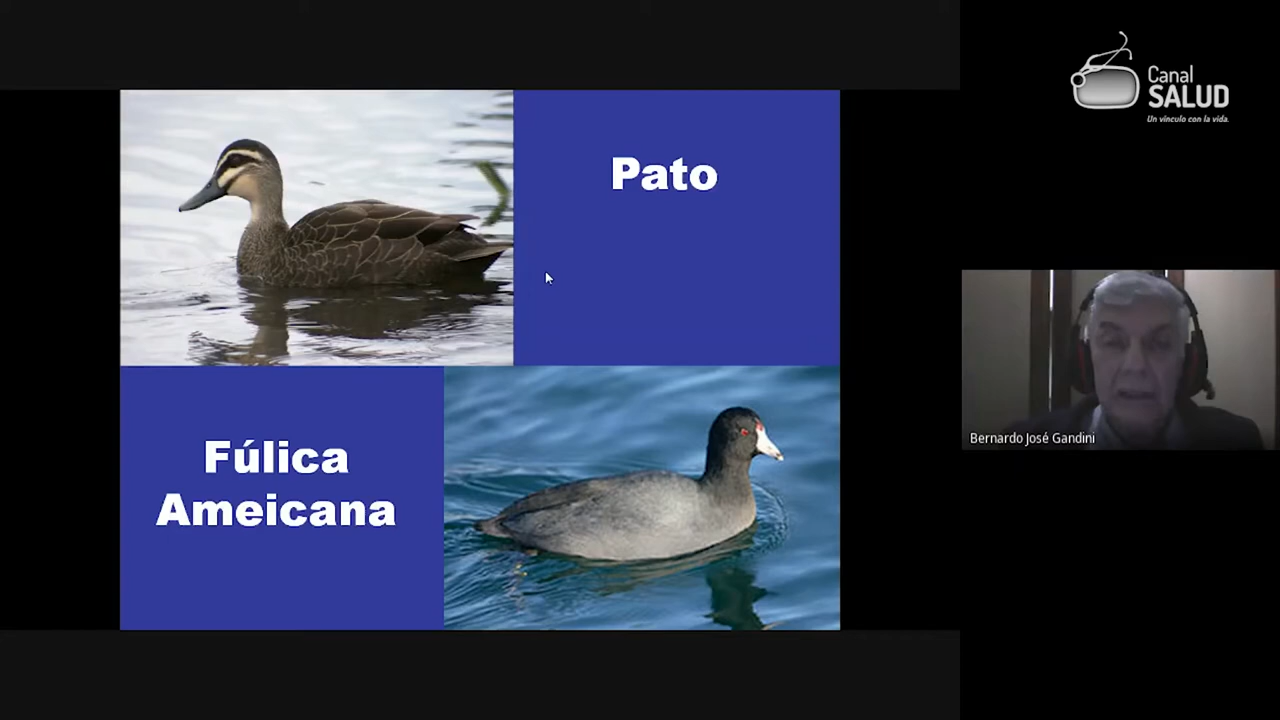 Canal
SALUD
Un vínculo con la vida.
Pato
Fúlica
Ameicana
Bernardo José Gandini